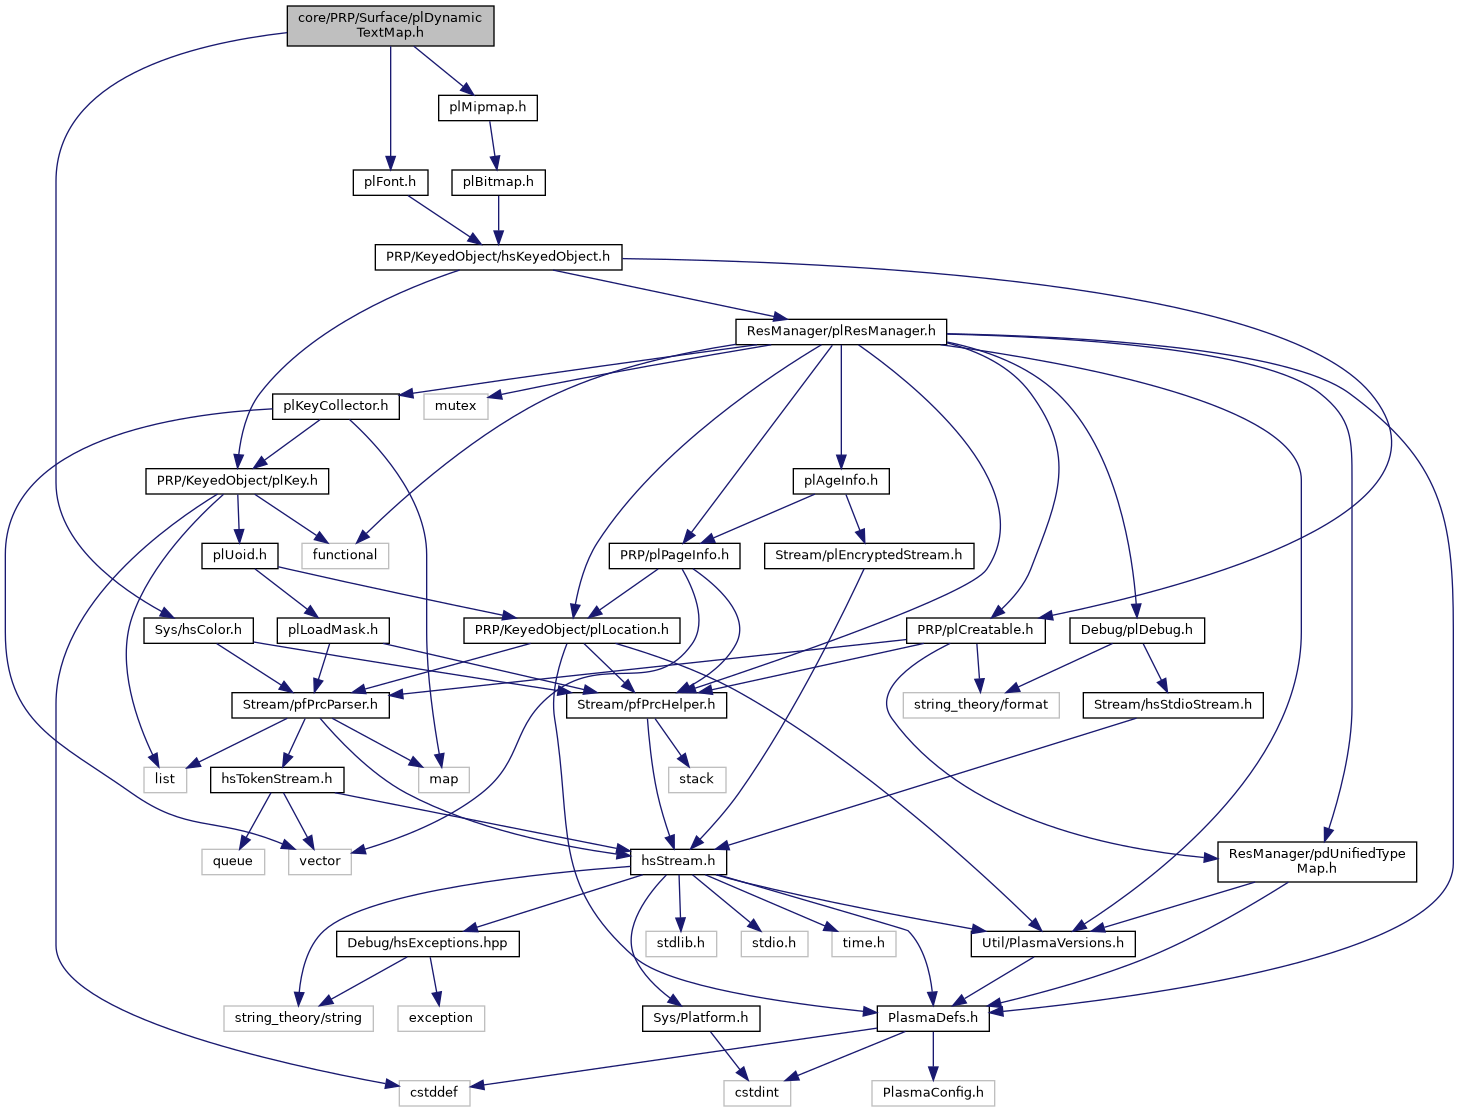 core/PRP/Surface/plDynamic
TextMap.h
plMipmap.h
plFont.h
plBitmap.h
PRP/KeyedObject/hsKeyedObject.h
ResManager/plResManager.h
plKeyCollector.h
mutex
PRP/KeyedObject/plKey.h
plAgeInfo.h
plUoid.h
functional
PRP/plPageInfo.h
Stream/plEncryptedStream.h
Sys/hsColor.h
plLoadMask.h
PRP/KeyedObject/plLocation.h
PRP/plCreatable.h
Debug/plDebug.h
Stream/pfPrcParser.h
Stream/pfPrcHelper.h
string_theory/format
Stream/hsStdioStream.h
list
hsTokenStream.h
map
stack
queue
vector
hsStream.h
ResManager/pdUnifiedType
Map.h
Debug/hsExceptions.hpp
stdlib.h
stdio.h
time.h
Util/PlasmaVersions.h
string_theory/string
exception
Sys/Platform.h
PlasmaDefs.h
cstddef
cstdint
PlasmaConfig.h